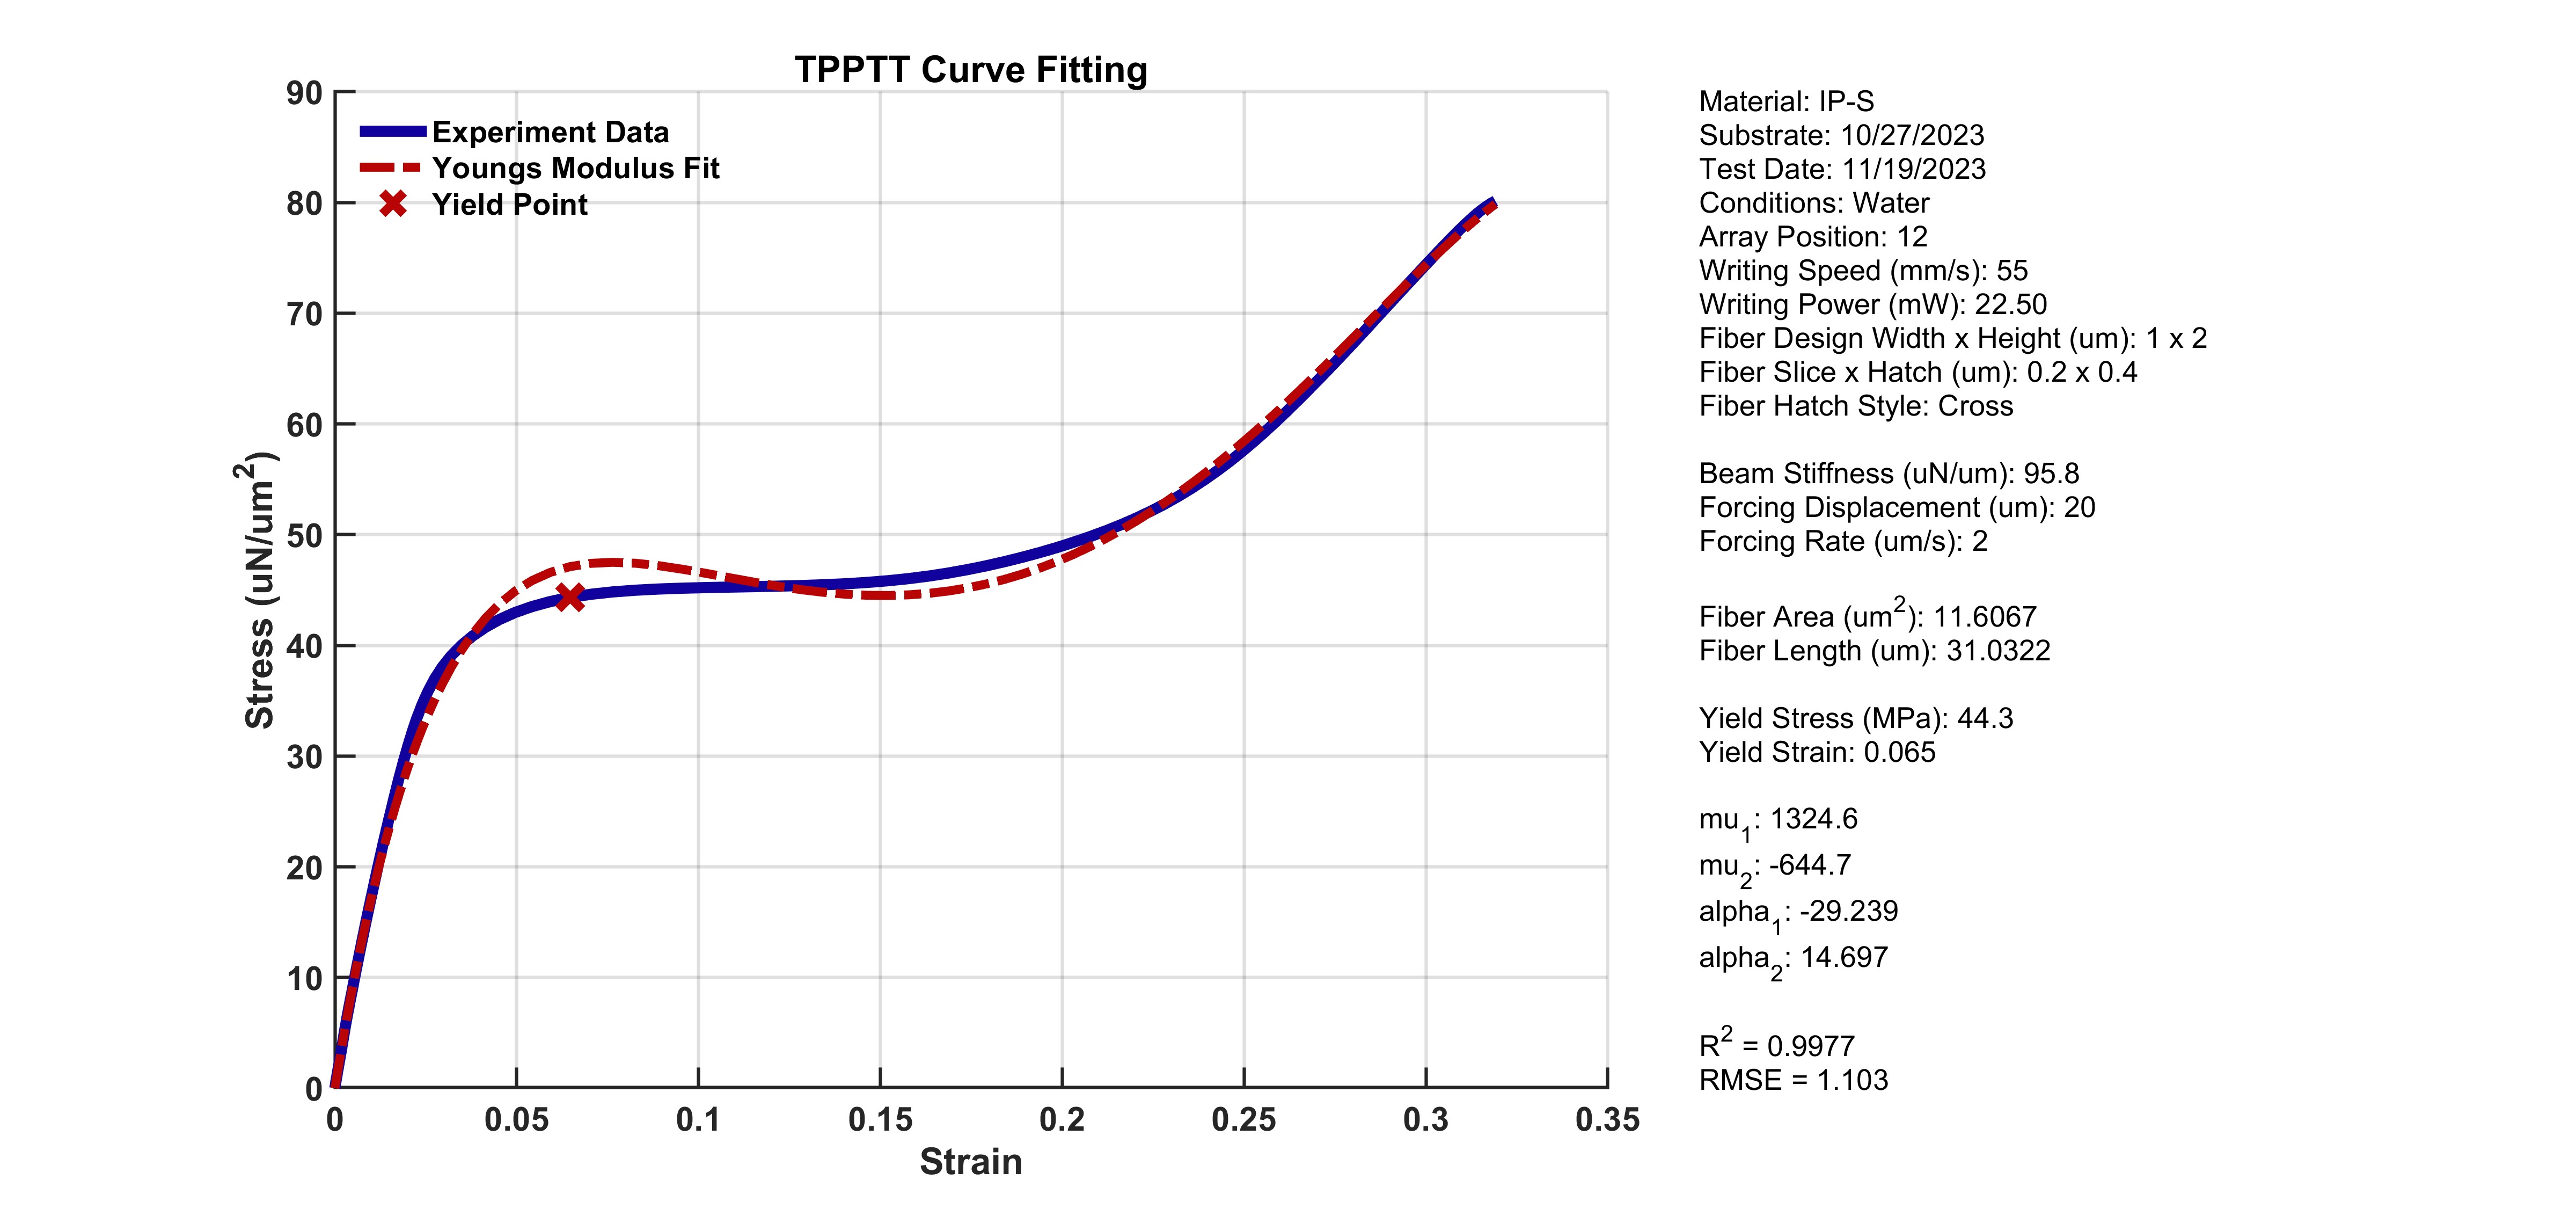 TPPTT Curve Fitting
90
80
70
60
50
40
30
20
10
0
Stress (uN/um²)
Experiment Data
Youngs Modulus Fit
Yield Point
0 0.05 0.1 0.15 0.2 0.25 0.3 0.35
Strain
Material: IP-S
Substrate: 10/27/2023
Test Date: 11/19/2023
Conditions: Water
Array Position: 12
Writing Speed (mm/s): 55
Writing Power (mW): 22.50
Fiber Design Width x Height (um): 1 x 2
Fiber Slice x Hatch (um): 0.2 x 0.4
Fiber Hatch Style: Cross
Beam Stiffness (uN/um): 95.8
Forcing Displacement (um): 20
Forcing Rate (um/s): 2
Fiber Area (um²): 11.6067
Fiber Length (um): 31.0322
Yield Stress (MPa): 44.3
Yield Strain: 0.065
mu₁: 1324.6
mu₂: -644.7
alpha₁: -29.239
alpha₂: 14.697
R² = 0.9977
RMSE = 1.103